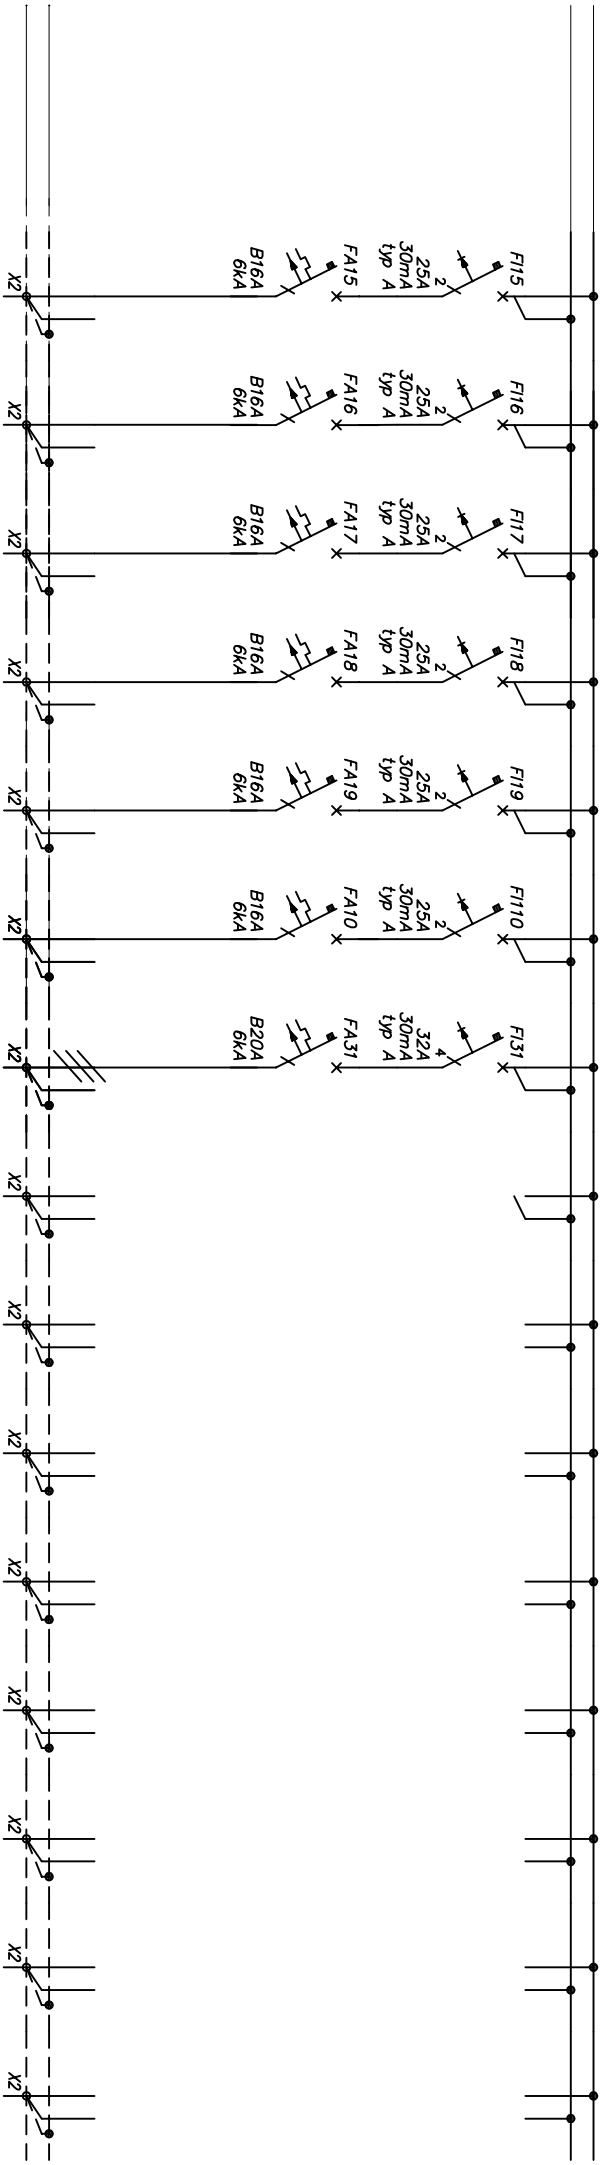 FI15
2
25A
30mA
typ A
FA15
B16A
6kA
X2
FI16
2
25A
30mA
typ A
FA16
B16A
6kA
X2
FI17
2
25A
30mA
typ A
FA17
B16A
6kA
X2
FI18
2
25A
30mA
typ A
FA18
B16A
6kA
X2
FI19
2
25A
30mA
typ A
FA19
B16A
6kA
X2
FI110
2
25A
30mA
typ A
FA10
B16A
6kA
X2
FI31
4
32A
30mA
typ A
FA31
B20A
6kA
X2
X2
X2
X2
X2
X2
X2
X2
X2